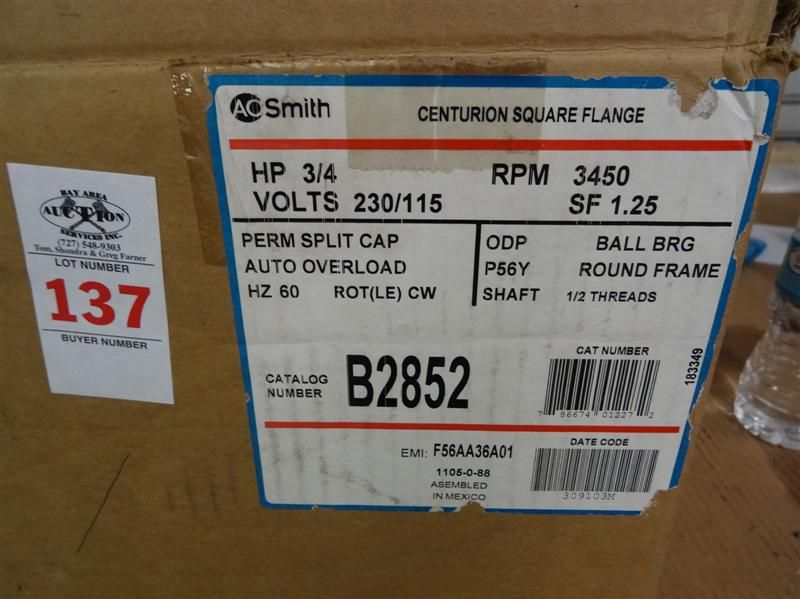 BAY AREA
AUCTION
SERVICES INC.
(727) 548-9303
Tom, Shondra & Greg Farner
LOT NUMBER
137
BUYER NUMBER
AO Smith
CENTURION SQUARE FLANGE
HP 3/4 RPM 3450
VOLTS 230/115 SF 1.25
PERM SPLIT CAP ODP BALL BRG
AUTO OVERLOAD P56Y ROUND FRAME
HZ 60 ROT(LE) CW SHAFT 1/2 THREADS
CATALOG
NUMBER
B2852
CAT NUMBER
7 86674 01227 2
183349
EMI: F56AA36A01
1105-0-88
ASEMBLED
IN MEXICO
DATE CODE
309103M